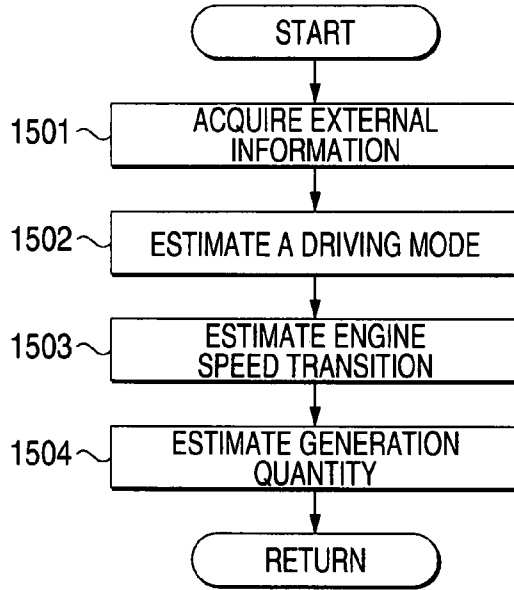 START
1501
ACQUIRE EXTERNAL
INFORMATION
1502
ESTIMATE A DRIVING MODE
1503
ESTIMATE ENGINE
SPEED TRANSITION
1504
ESTIMATE GENERATION
QUANTITY
RETURN